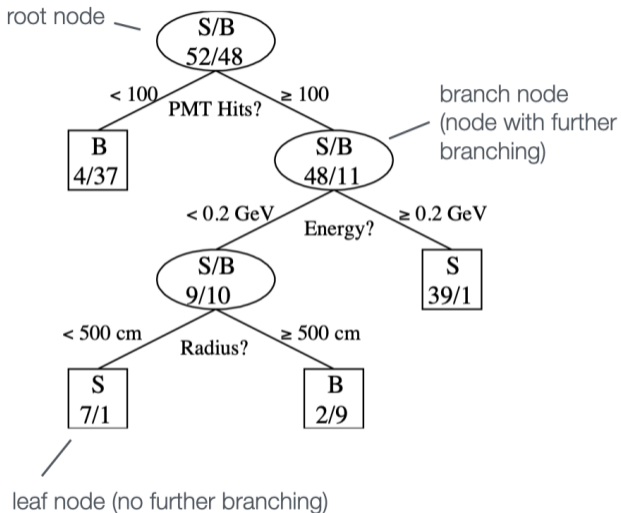 root node
S/B
52/48
< 100
PMT Hits?
≥ 100
branch node
(node with further
branching)
B
4/37
S/B
48/11
< 0.2 GeV
Energy?
≥ 0.2 GeV
S/B
9/10
S
39/1
< 500 cm
Radius?
≥ 500 cm
S
7/1
B
2/9
leaf node (no further branching)